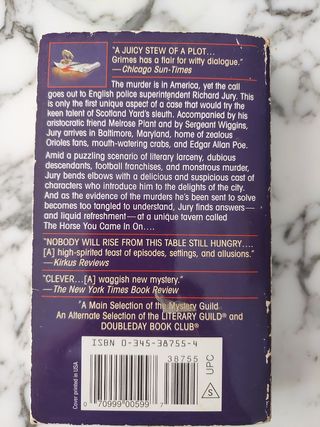 "A JUICY STEW OF A PLOT...
Grimes has a flair for witty dialogue."
—Chicago Sun-Times
The murder is in America, yet the call
goes out to English police superintendent Richard Jury. This
is only the first unique aspect of a case that would try the
keen talent of Scotland Yard's sleuth. Accompanied by his
aristocratic friend Melrose Plant and by Sergeant Wiggins,
Jury arrives in Baltimore, Maryland, home of zealous
Orioles fans, mouth-watering crabs, and Edgar Allan Poe.
Amid a puzzling scenario of literary larceny, dubious
descendants, football franchises, and monstrous murder,
Jury bends elbows with a delicious and suspicious cast of
characters who introduce him to the delights of the city.
And as the evidence of the murders he's been sent to solve
becomes too tangled to understand, Jury finds answers—
and liquid refreshment—at a unique tavern called
The Horse You Came In On....
"NOBODY WILL RISE FROM THIS TABLE STILL HUNGRY....
[A] high-spirited feast of episodes, settings, and allusions."
—Kirkus Reviews
"CLEVER...[A] waggish new mystery."
—The New York Times Book Review
"A Main Selection of the Mystery Guild
An Alternate Selection of the LITERARY GUILD® and
DOUBLEDAY BOOK CLUB®
ISBN 0-345-38755-4
38755
0 70999 00599 7
S
UPC
Cover printed in USA